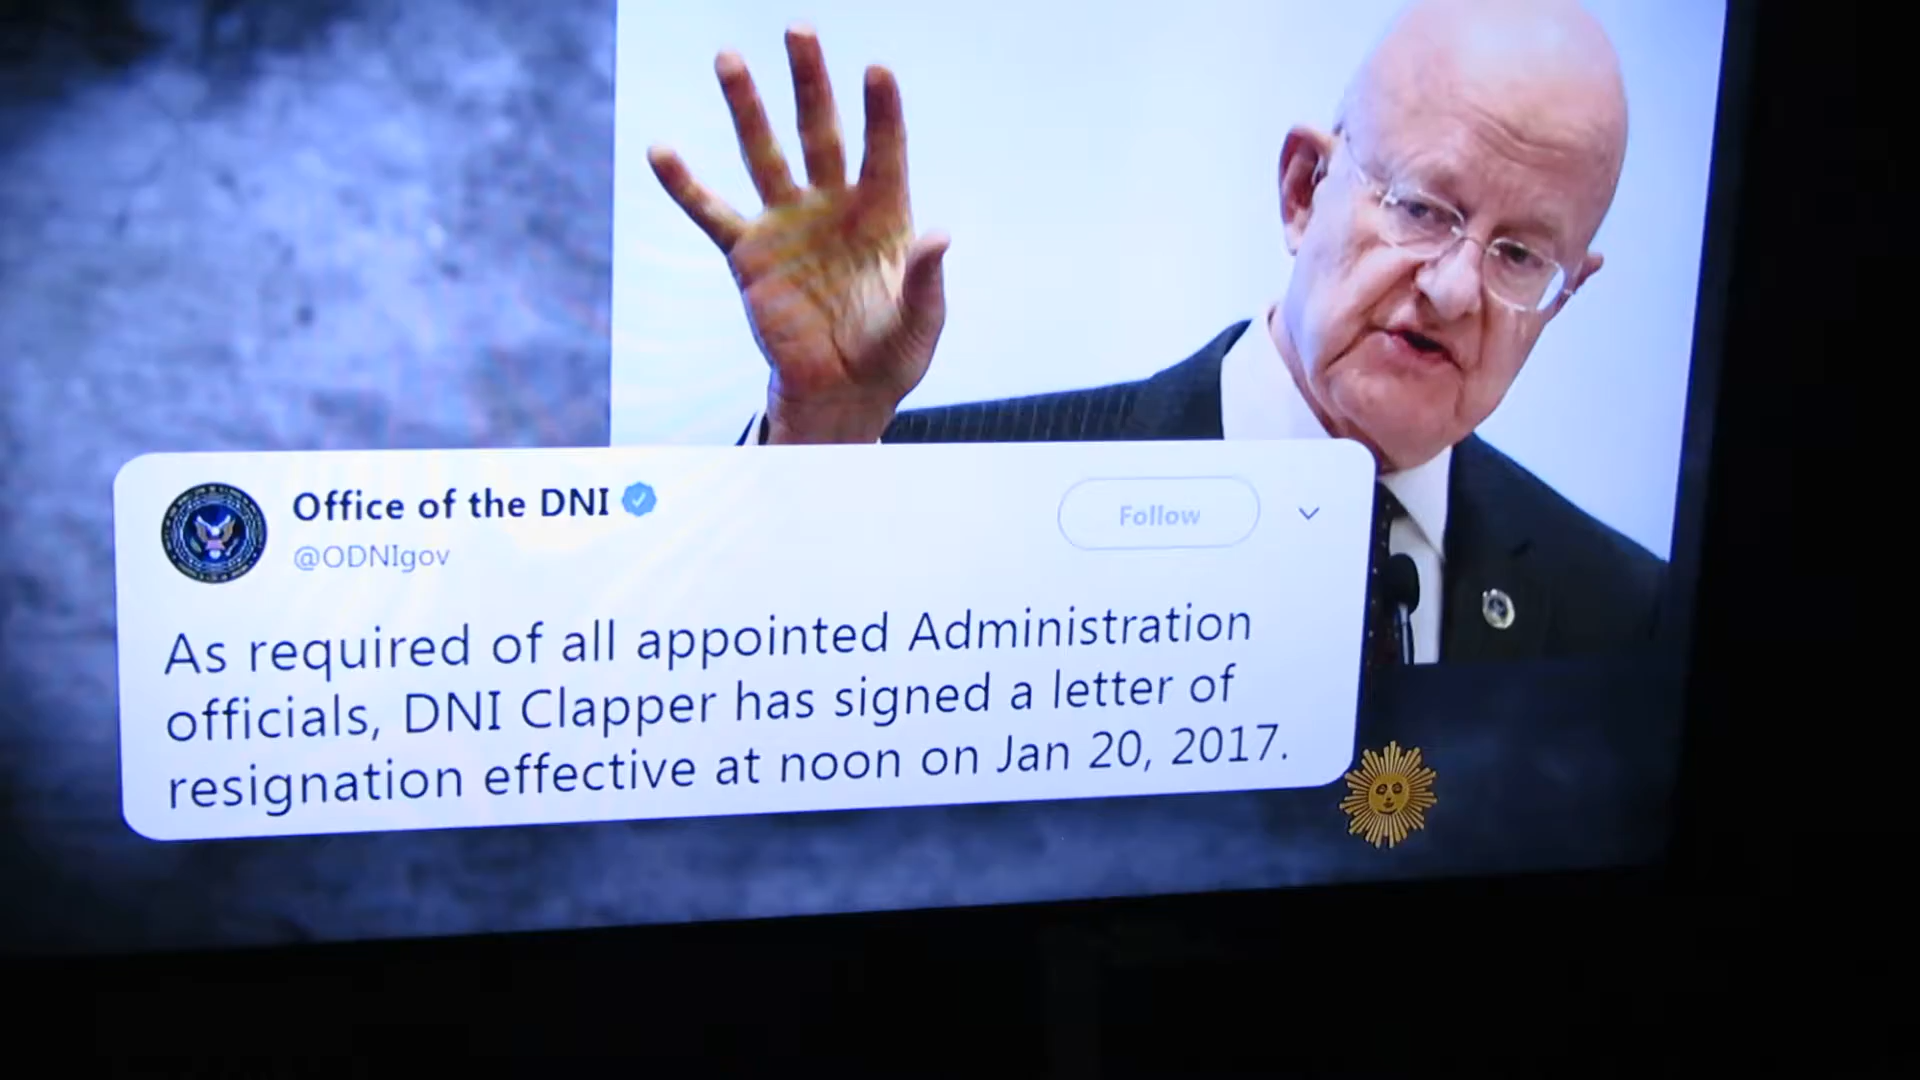 Office of the DNI
@ODNIgov
Follow
As required of all appointed Administration
officials, DNI Clapper has signed a letter of
resignation effective at noon on Jan 20, 2017.